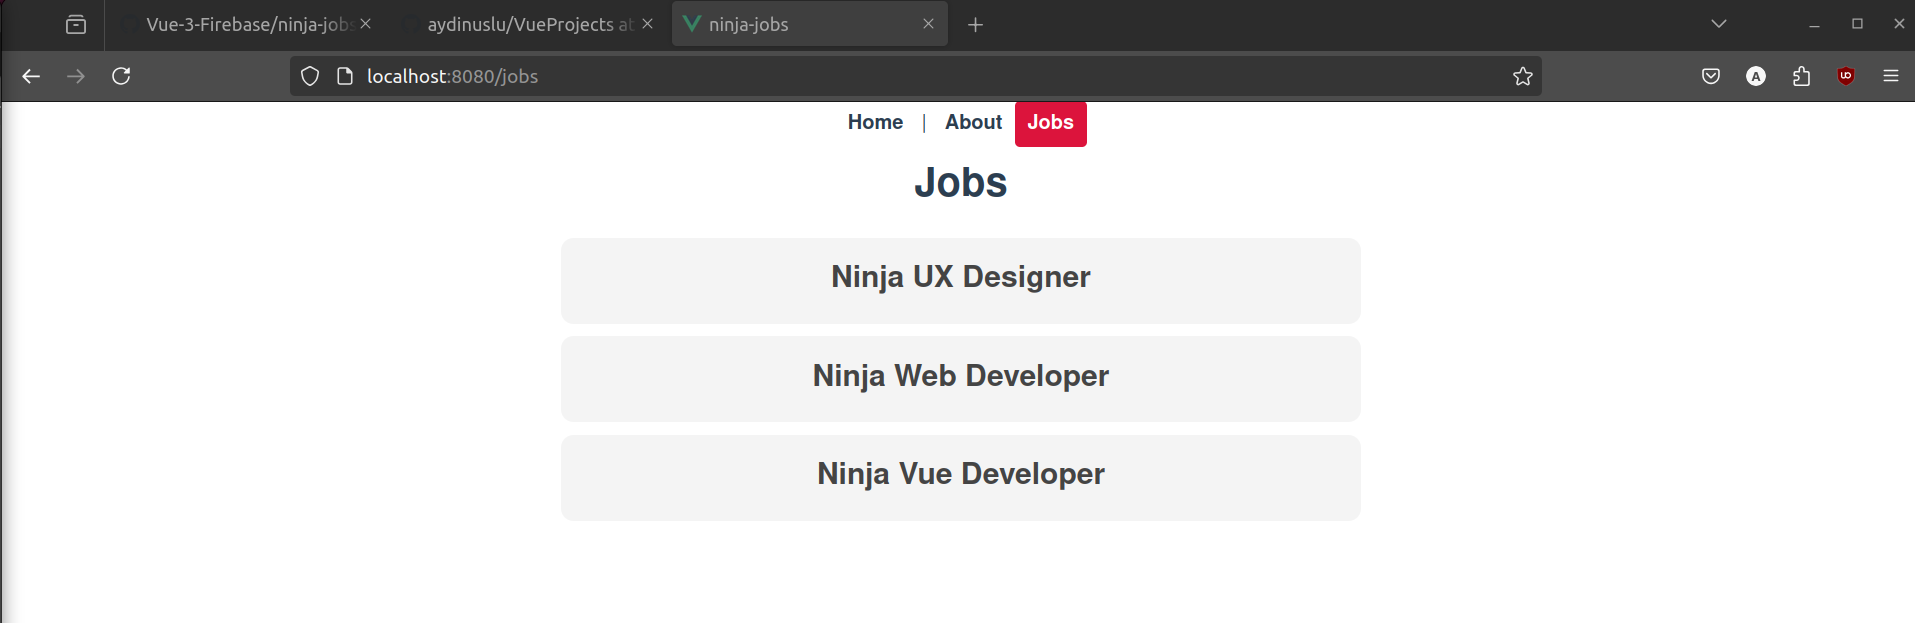 Vue-3-Firebase/ninja-jobs
aydinuslu/VueProjects at
ninja-jobs
localhost:8080/jobs
A
Home | About Jobs
Jobs
Ninja UX Designer
Ninja Web Developer
Ninja Vue Developer